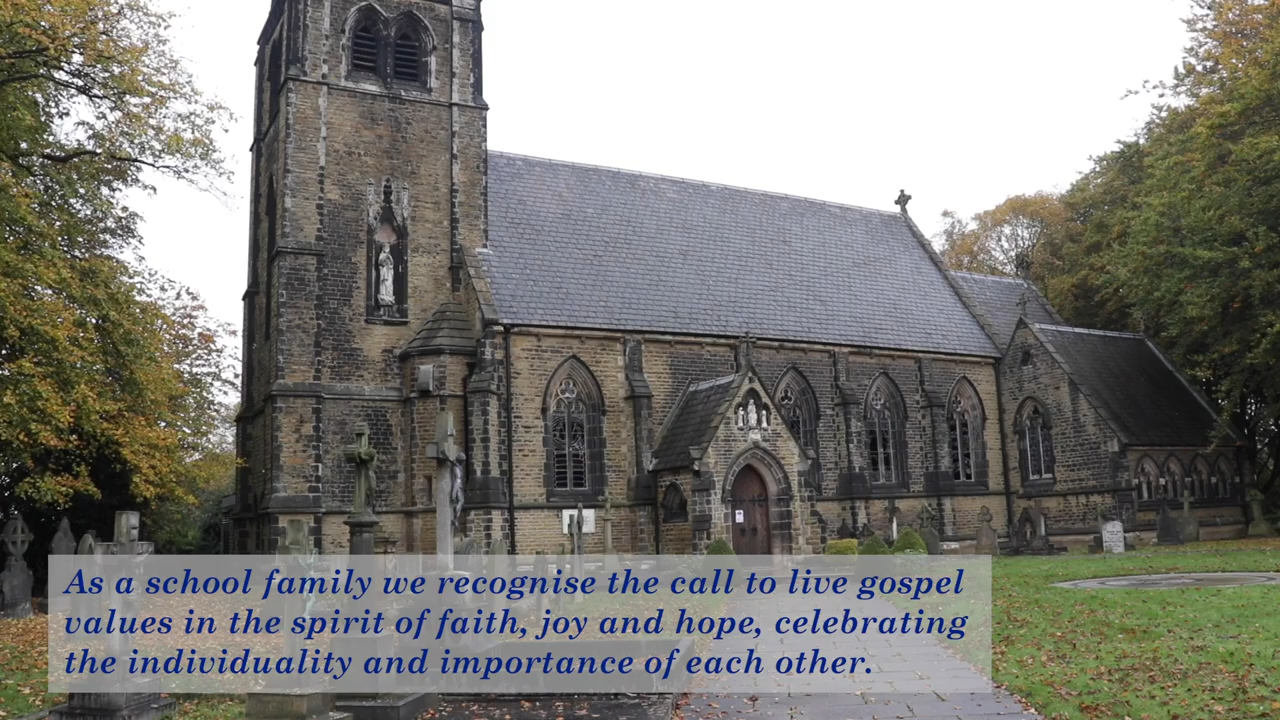 As a school family we recognise the call to live gospel
values in the spirit of faith, joy and hope, celebrating
the individuality and importance of each other.